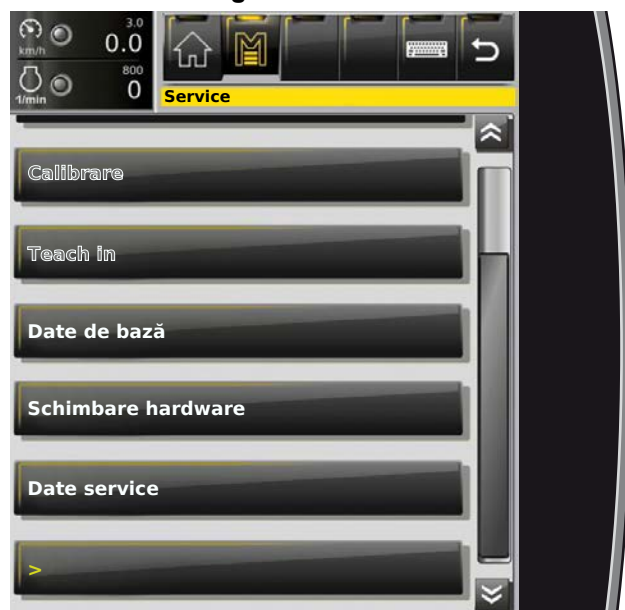 3.0
km/h
0.0
800
1/min
0
Service
Calibrare
Teach in
Date de bază
Schimbare hardware
Date service
>